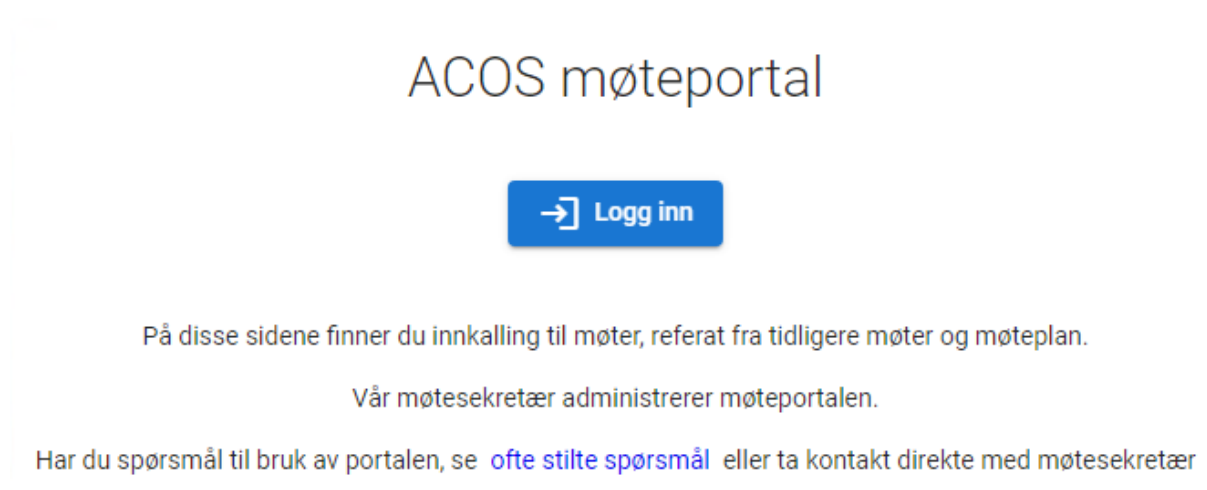 ACOS møteportal
Logg inn
På disse sidene finner du innkalling til møter, referat fra tidligere møter og møteplan.
Vår møtesekretær administrerer møteportalen.
Har du spørsmål til bruk av portalen, se ofte stilte spørsmål eller ta kontakt direkte med møtesekretær